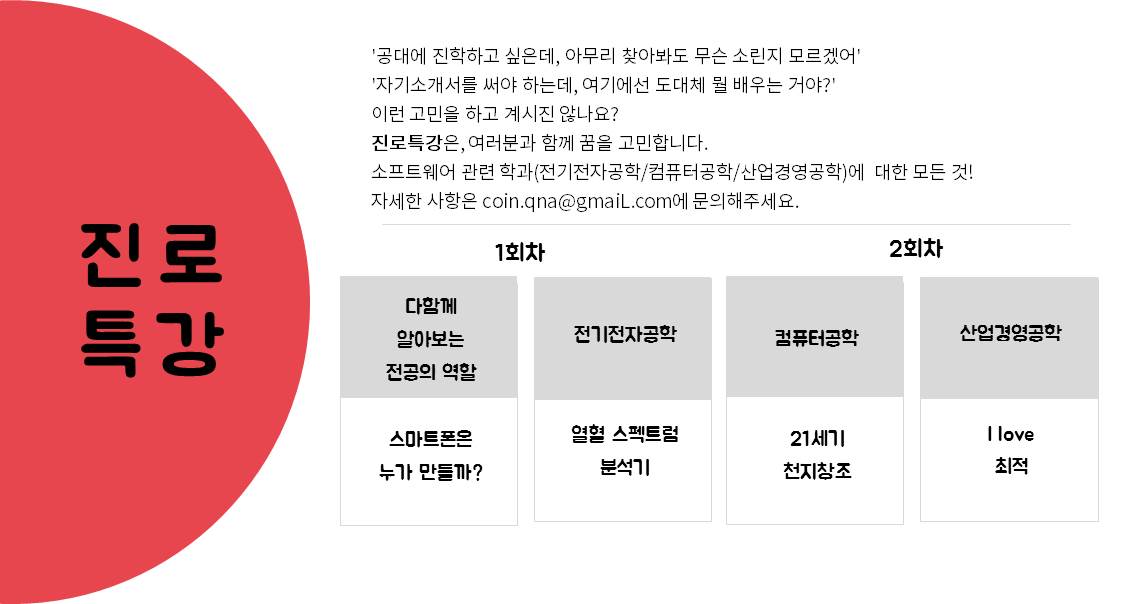 진로
특강
'공대에 진학하고 싶은데, 아무리 찾아봐도 무슨 소린지 모르겠어'
'자기소개서를 써야 하는데, 여기에선 도대체 뭘 배우는 거야?'
이런 고민을 하고 계시진 않나요?
진로특강은, 여러분과 함께 꿈을 고민합니다.
소프트웨어 관련 학과(전기전자공학/컴퓨터공학/산업경영공학)에 대한 모든 것!
자세한 사항은 coin.qna@gmaiL.com에 문의해주세요.
1회차
2회차
다함께
알아보는
전공의 역할
전기전자공학
컴퓨터공학
산업경영공학
스마트폰은
누가 만들까?
열혈 스펙트럼
분석기
21세기
천지창조
I love
최적